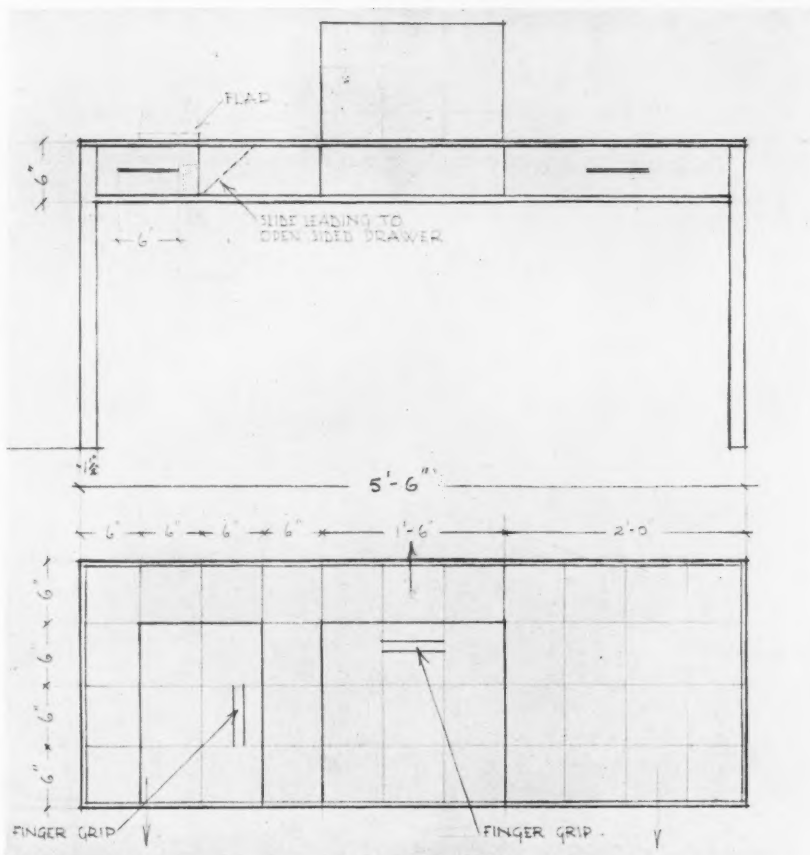 FLAP
6"
6"
SLIDE LEADING TO
OPEN SIDED DRAWER
1½"
5'-6"
6" 6" 6" 6" 1'-6" 2'-0
6"
6
6"
6"
FINGER GRIP
FINGER GRIP